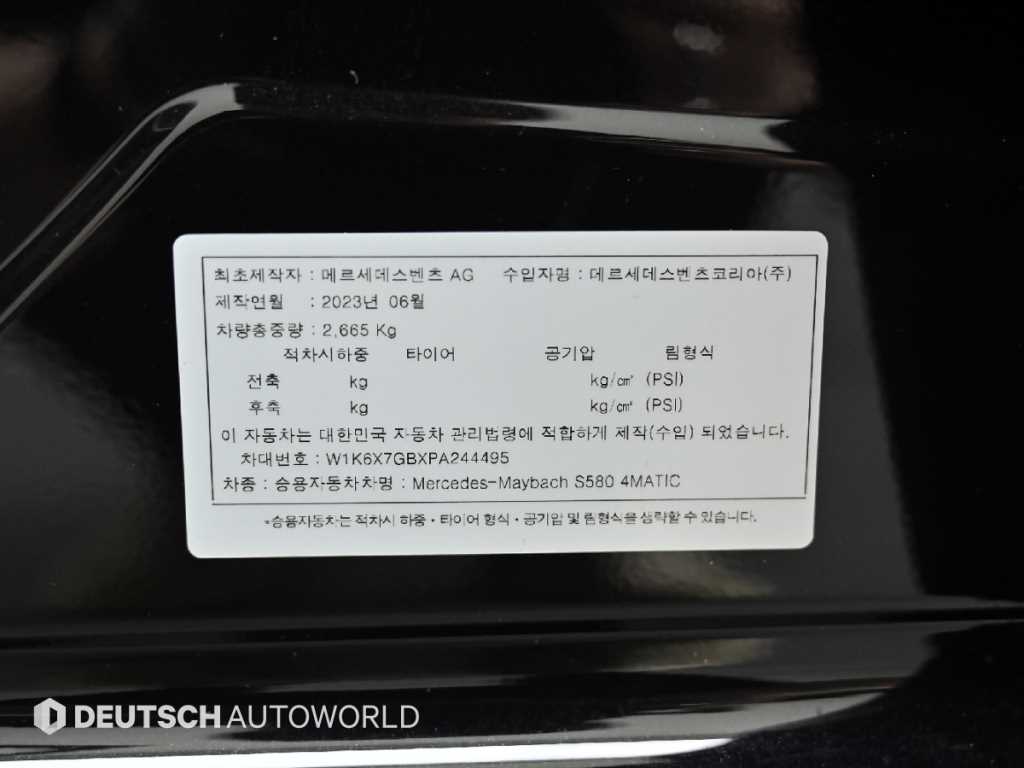 최초제작자 : 메르세데스벤츠 AG 수입자명 : 메르세데스벤츠코리아(주)
제작연월 : 2023년 06월
차량총중량 : 2,665 Kg
적차시하중 타이어 공기압 림형식
전축 kg kg/㎠ (PSI)
후축 kg kg/㎠ (PSI)
이 자동차는 대한민국 자동차 관리법령에 적합하게 제작(수입) 되었습니다.
차대번호 : W1K6X7GBXPA244495
차종 : 승용자동차차명 : Mercedes-Maybach S580 4MATIC
*승용자동차는 적차시 하중・타이어 형식・공기압 및 림형식을 생략할 수 있습니다.
DEUTSCH AUTOWORLD